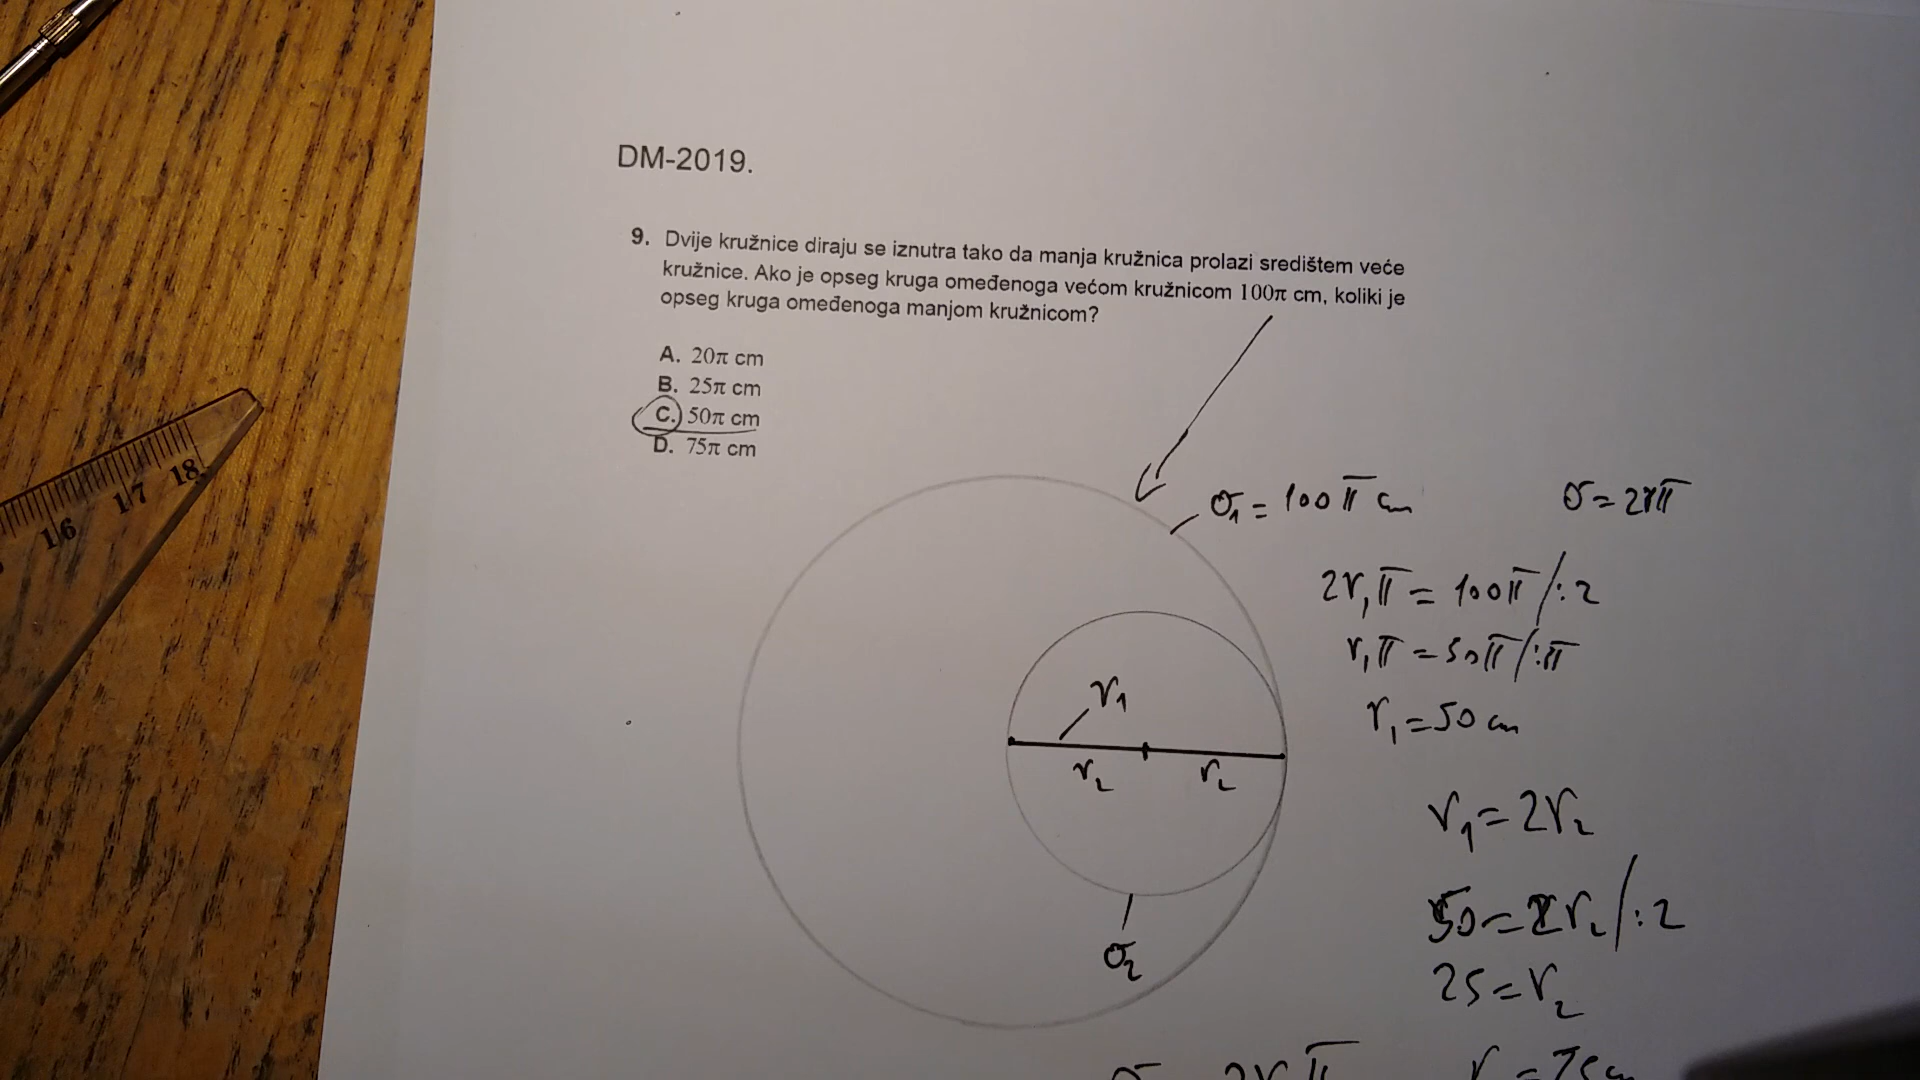 DM-2019.
9. Dvije kružnice diraju se iznutra tako da manja kružnica prolazi središtem veće
kružnice. Ako je opseg kruga omeđenoga većom kružnicom 100π cm, koliki je
opseg kruga omeđenoga manjom kružnicom?
A. 20π cm
B. 25π cm
C. 50π cm
D. 75π cm
16 17 18
σ₁ = 100π cm
σ = 2rπ
2r₁π = 100π /:2
r₁π = 50π /:π
r₁ = 50 cm
r₁
r₂ r₂
r₁ = 2r₂
50 = 2r₂ /:2
25 = r₂
σ₂